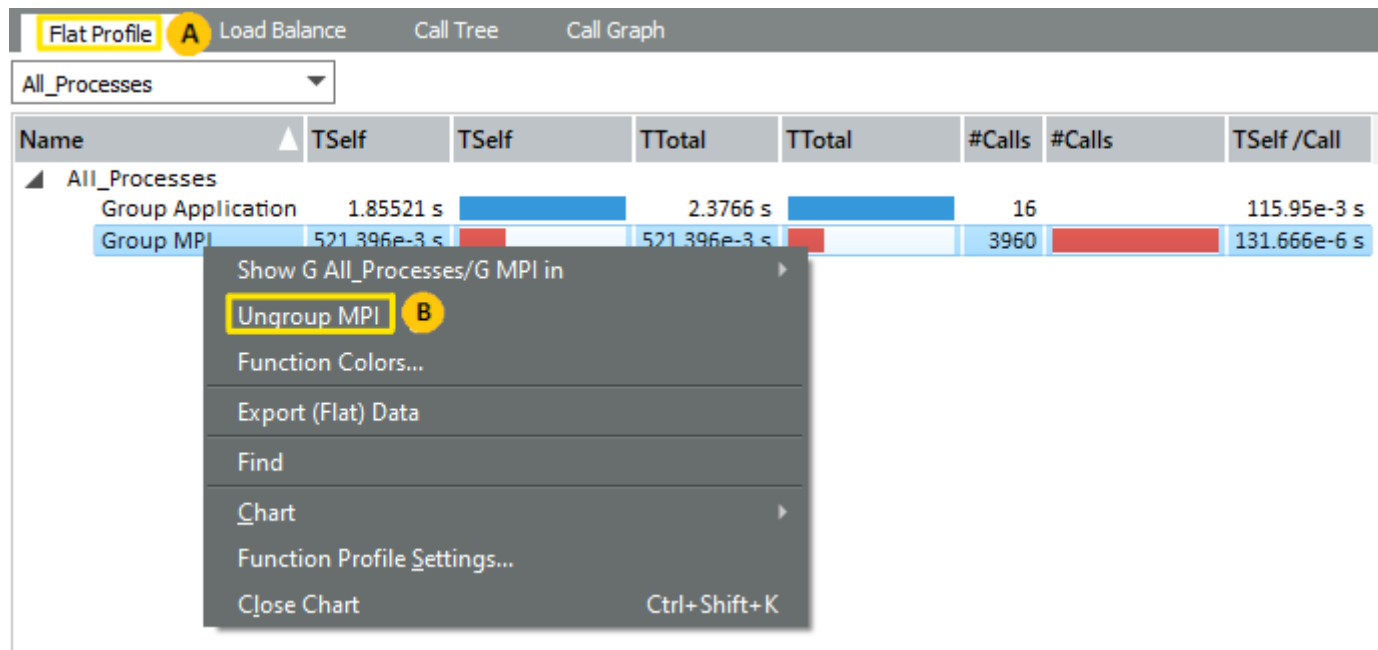 Flat Profile A Load Balance Call Tree Call Graph
All_Processes
Name TSelf TSelf TTotal TTotal #Calls #Calls TSelf /Call
All_Processes
Group Application 1.85521 s 2.3766 s 16 115.95e-3 s
Group MPI 521.396e-3 s 521.396e-3 s 3960 131.666e-6 s
Show G All_Processes/G MPI in
Ungroup MPI B
Function Colors...
Export (Flat) Data
Find
Chart
Function Profile Settings...
Close Chart Ctrl+Shift+K